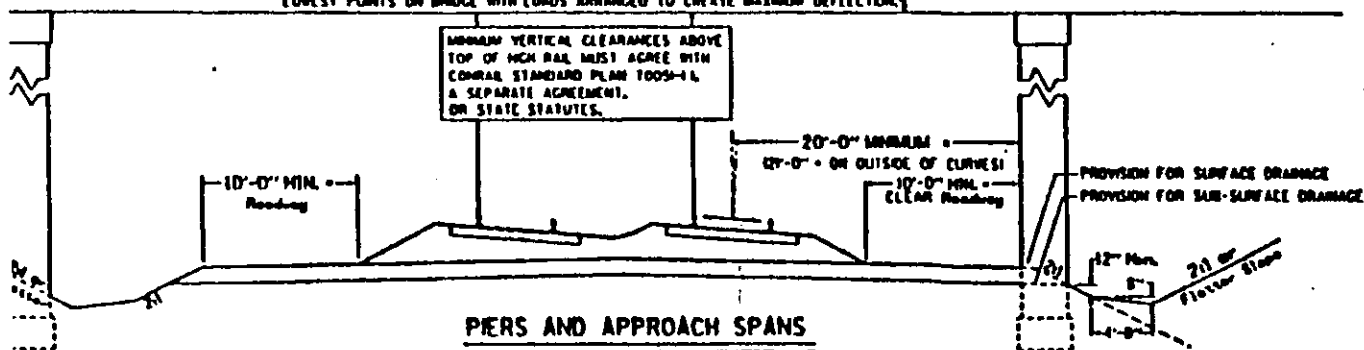 LOWEST POINTS ON BRIDGE WITH LOADS ARRANGED TO CREATE MAXIMUM DEFLECTION
MINIMUM VERTICAL CLEARANCES ABOVE
TOP OF HIGH RAIL MUST AGREE WITH
CONRAIL STANDARD PLAN
A SEPARATE AGREEMENT,
OR STATE STATUTES.
20'-0" MINIMUM
ON OUTSIDE OF CURVES)
10'-0" MIN.
Roadway
10'-0" MIN.
CLEAR Roadway
PROVISION FOR SURFACE DRAINAGE
PROVISION FOR SUB-SURFACE DRAINAGE
2:1
2:1
12" Min.
2:1 or
Flatter Slope
PIERS AND APPROACH SPANS